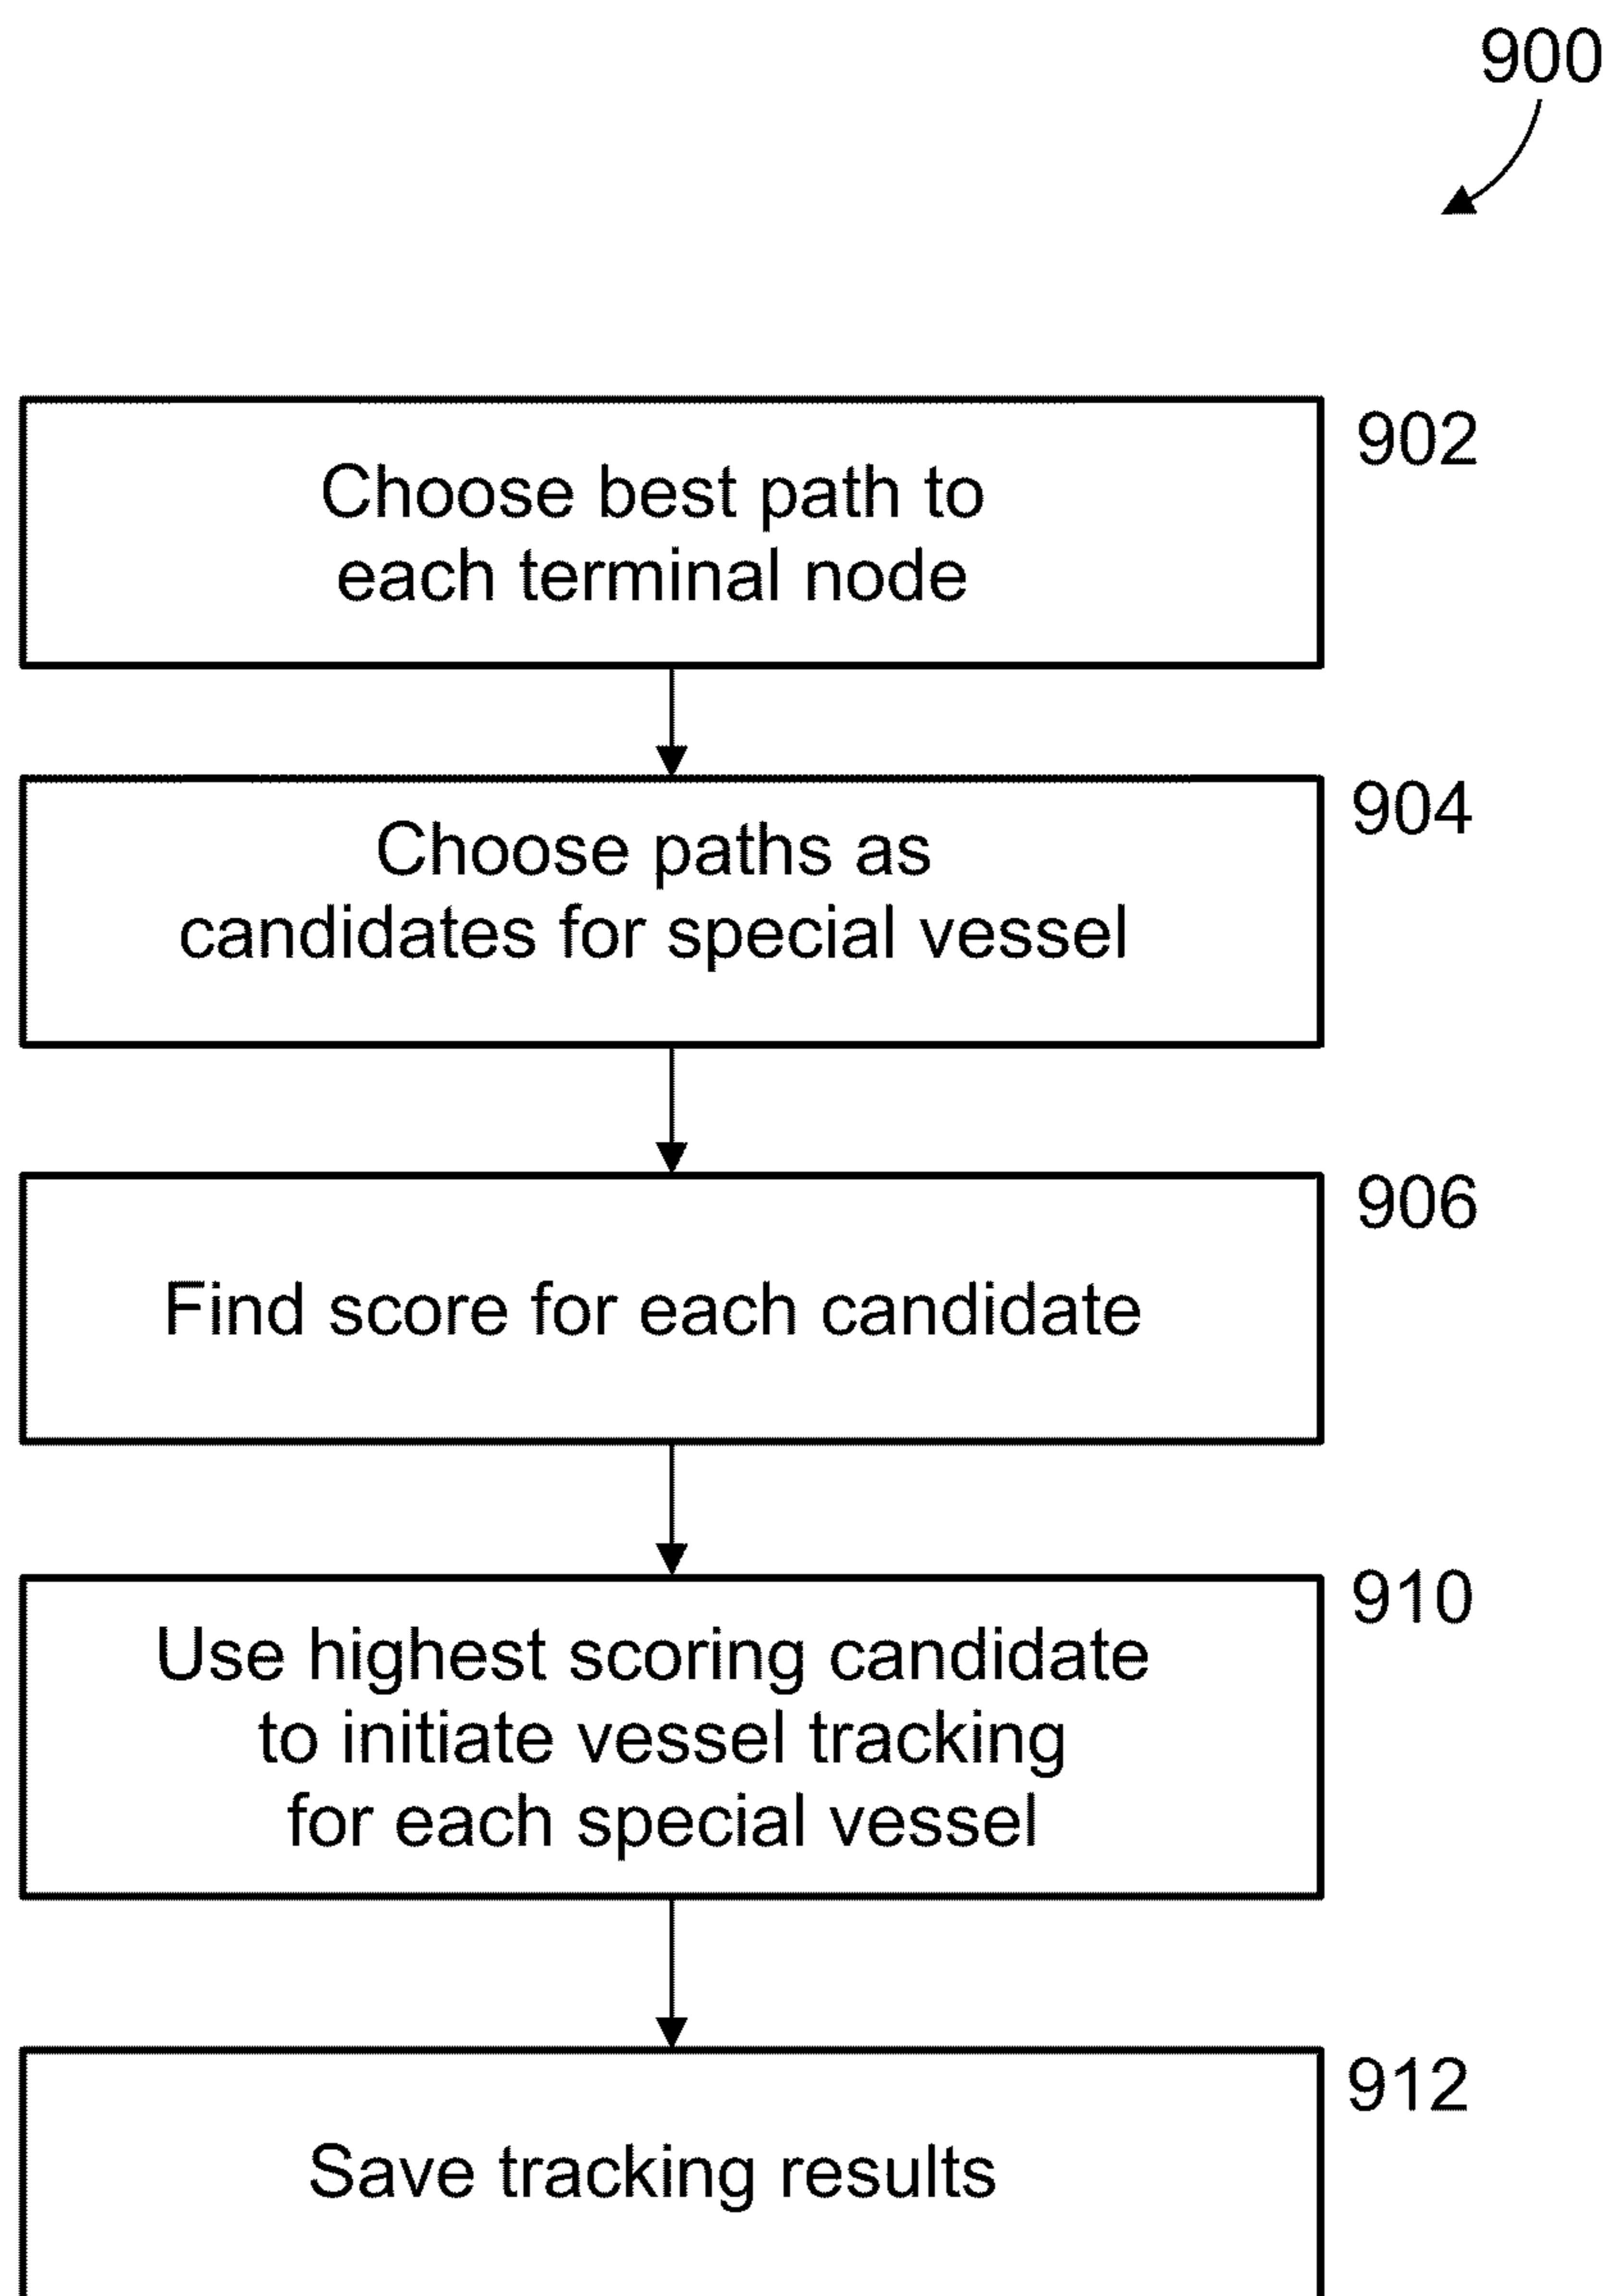 900
902
Choose best path to
each terminal node
904
Choose paths as
candidates for special vessel
906
Find score for each candidate
910
Use highest scoring candidate
to initiate vessel tracking
for each special vessel
912
Save tracking results